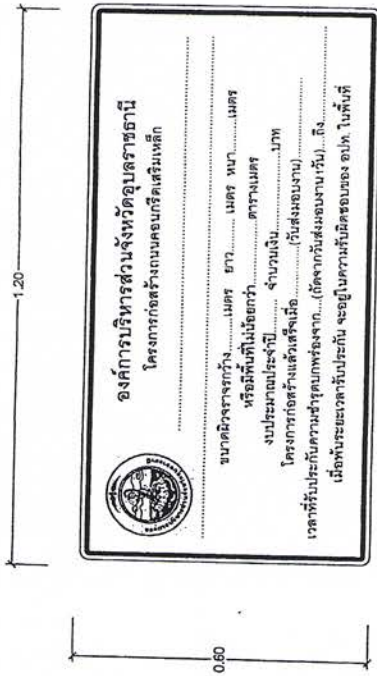 1.20
0.60
องค์การบริหารส่วนจังหวัดอุบลราชธานี
โครงการก่อสร้างถนนคอนกรีตเสริมเหล็ก
ขนาดผิวจราจรกว้าง..........เมตร ยาว.......... เมตร หนา..........เมตร
หรือมีพื้นที่ไม่น้อยกว่า....................ตารางเมตร
งบประมาณประจำปี.......... จำนวนเงิน....................บาท
โครงการก่อสร้างแล้วเสร็จเมื่อ..........(วันส่งมอบงาน)....................
เวลาที่รับประกันความชำรุดบกพร่องจาก....(ถัดจากวันส่งมอบงาน1วัน)....ถึง..........
เมื่อพ้นระยะเวลารับประกัน จะอยู่ในความรับผิดชอบของ อปท. ในพื้นที่